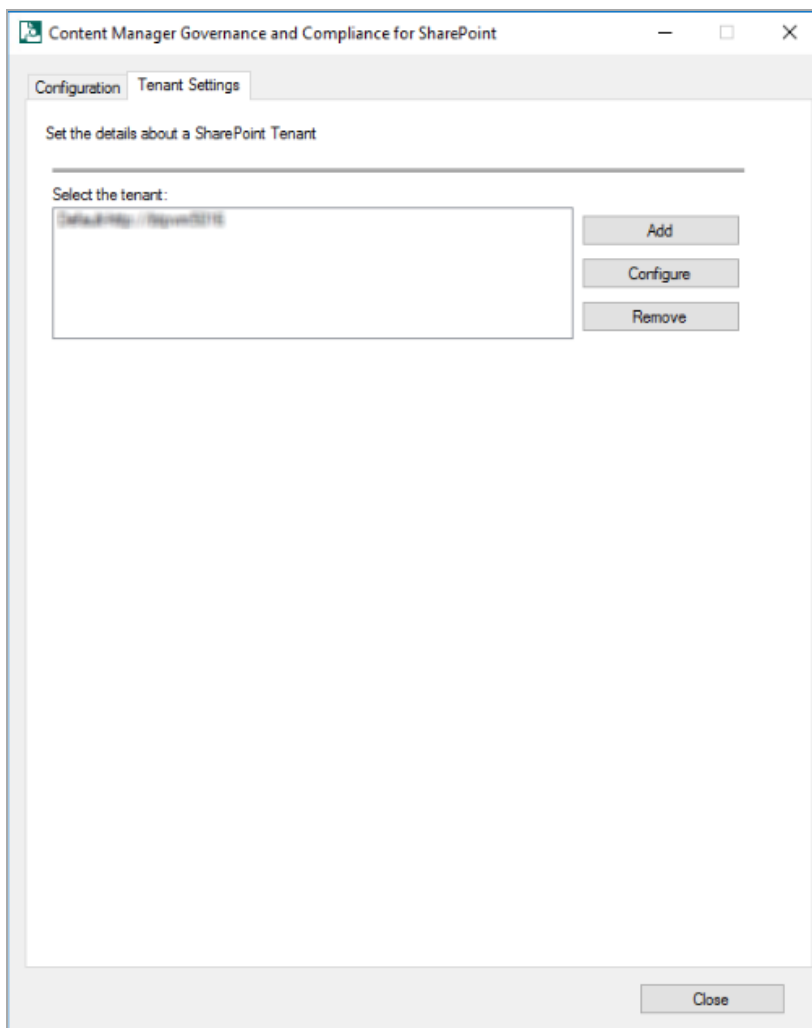 Content Manager Governance and Compliance for SharePoint
Configuration
Tenant Settings
Set the details about a SharePoint Tenant
Select the tenant:
Add
Configure
Remove
Close